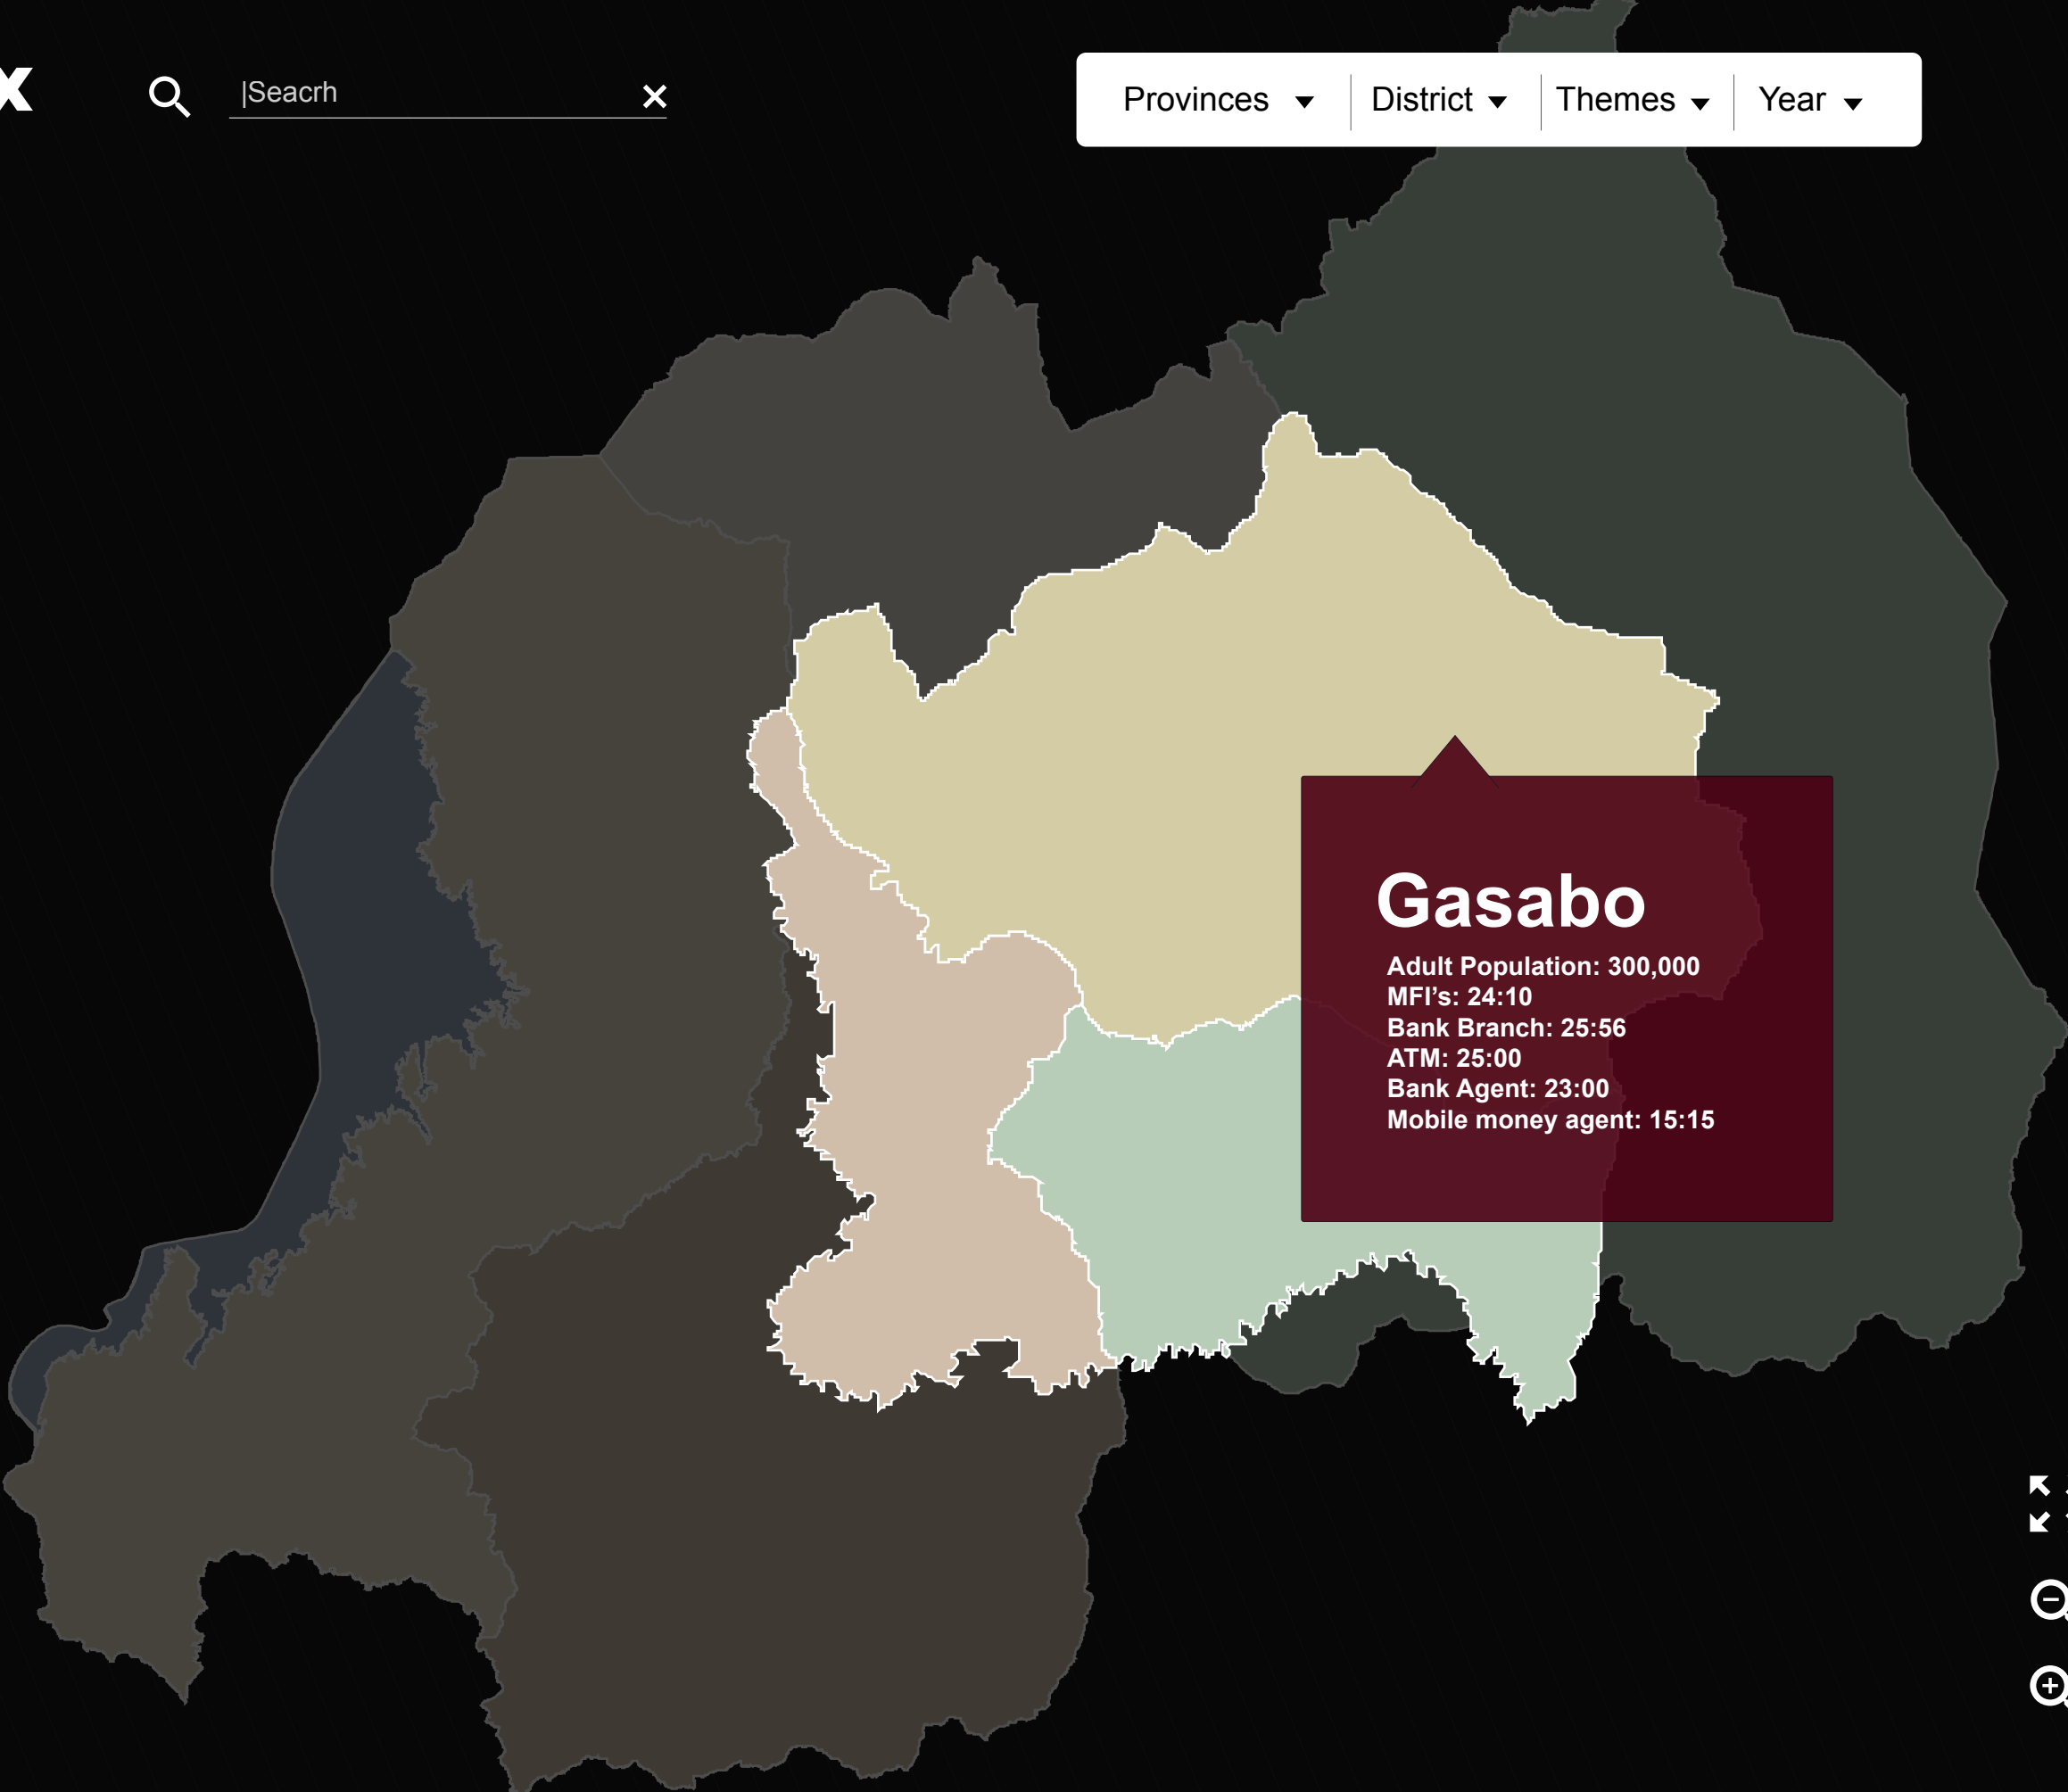 x
|Seacrh
Provinces District Themes Year
Gasabo
Adult Population: 300,000
MFI’s: 24:10
Bank Branch: 25:56
ATM: 25:00
Bank Agent: 23:00
Mobile money agent: 15:15